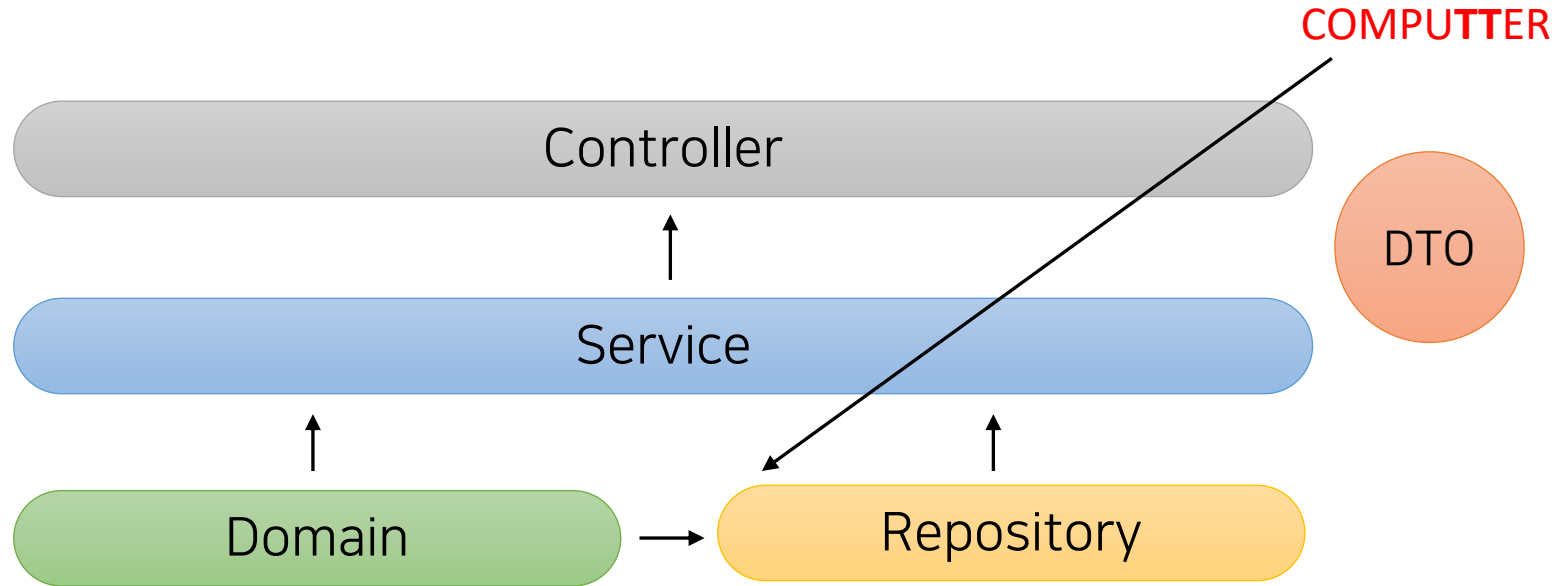 COMPUTTER
Controller
DTO
Service
Domain
Repository